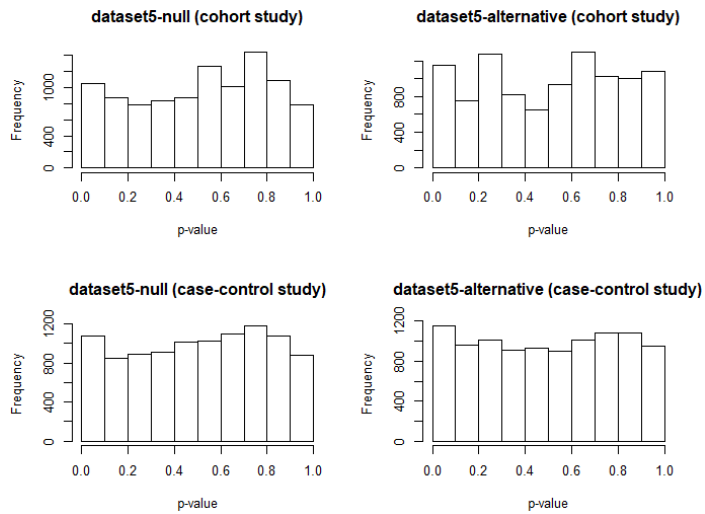 dataset5-null (cohort study)
Frequency
0 400 1000
0.0 0.2 0.4 0.6 0.8 1.0
p-value
dataset5-alternative (cohort study)
Frequency
0 400 800
0.0 0.2 0.4 0.6 0.8 1.0
p-value
dataset5-null (case-control study)
Frequency
0 400 800 1200
0.0 0.2 0.4 0.6 0.8 1.0
p-value
dataset5-alternative (case-control study)
Frequency
0 400 800 1200
0.0 0.2 0.4 0.6 0.8 1.0
p-value